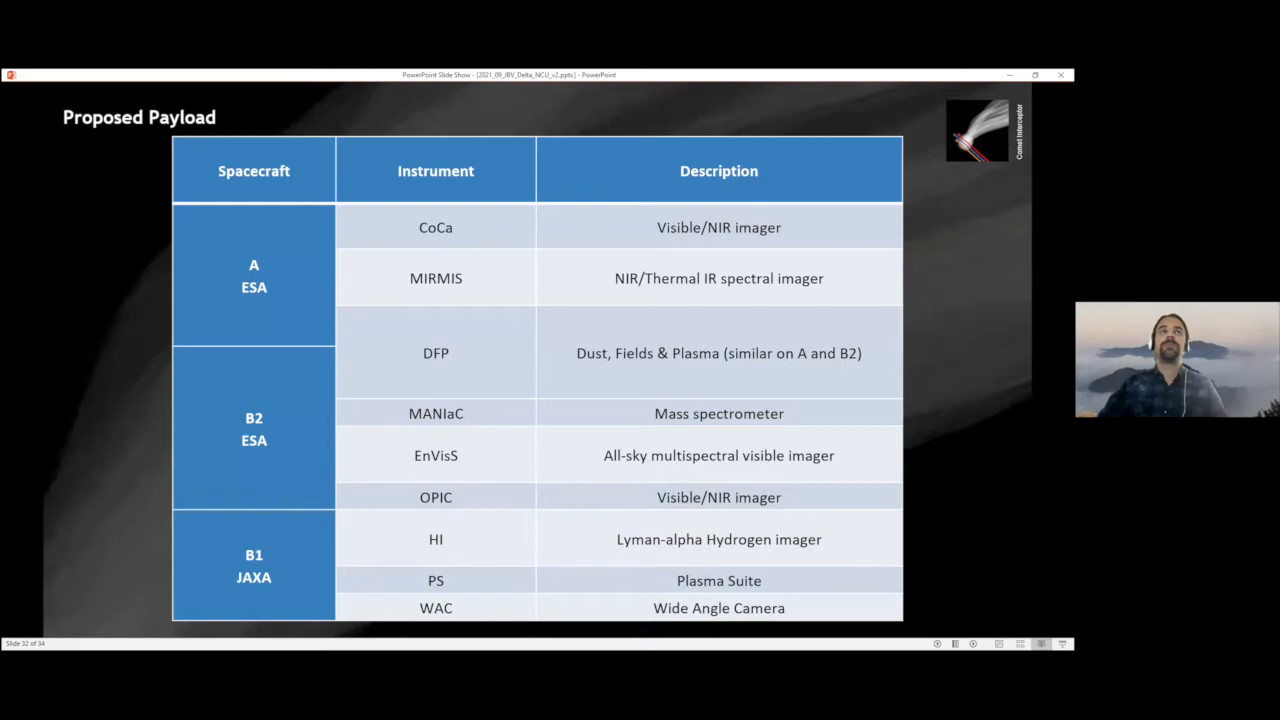 PowerPoint Slide Show - [2021_09_JBV_Delta_NCU_v2.pptx] - PowerPoint
Proposed Payload
Comet Interceptor
Spacecraft Instrument Description
A
ESA
CoCa Visible/NIR imager
MIRMIS NIR/Thermal IR spectral imager
DFP Dust, Fields & Plasma (similar on A and B2)
B2
ESA
MANIaC Mass spectrometer
EnVisS All-sky multispectral visible imager
OPIC Visible/NIR imager
B1
JAXA
HI Lyman-alpha Hydrogen imager
PS Plasma Suite
WAC Wide Angle Camera
Slide 32 of 34